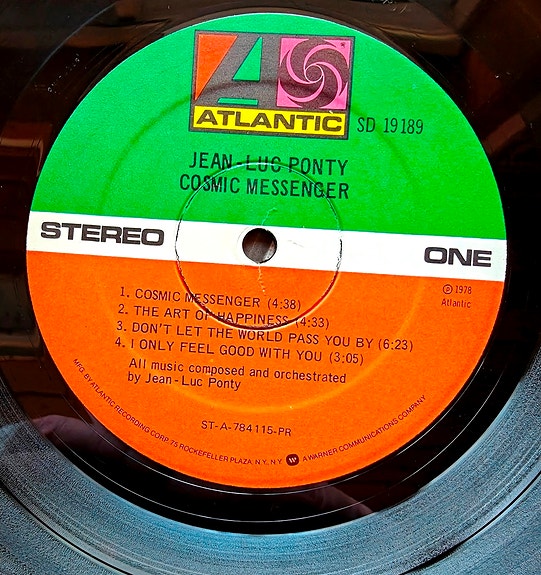 ATLANTIC
SD 19189
JEAN-LUC PONTY
COSMIC MESSENGER
STEREO
ONE
℗ 1978
Atlantic
1. COSMIC MESSENGER (4:38)
2. THE ART OF HAPPINESS (4:33)
3. DON'T LET THE WORLD PASS YOU BY (6:23)
4. I ONLY FEEL GOOD WITH YOU (3:05)
All music composed and orchestrated
by Jean-Luc Ponty
ST-A-784115-PR
MFG. BY ATLANTIC RECORDING CORP. 75 ROCKEFELLER PLAZA, N.Y., N.Y. W A WARNER COMMUNICATIONS COMPANY